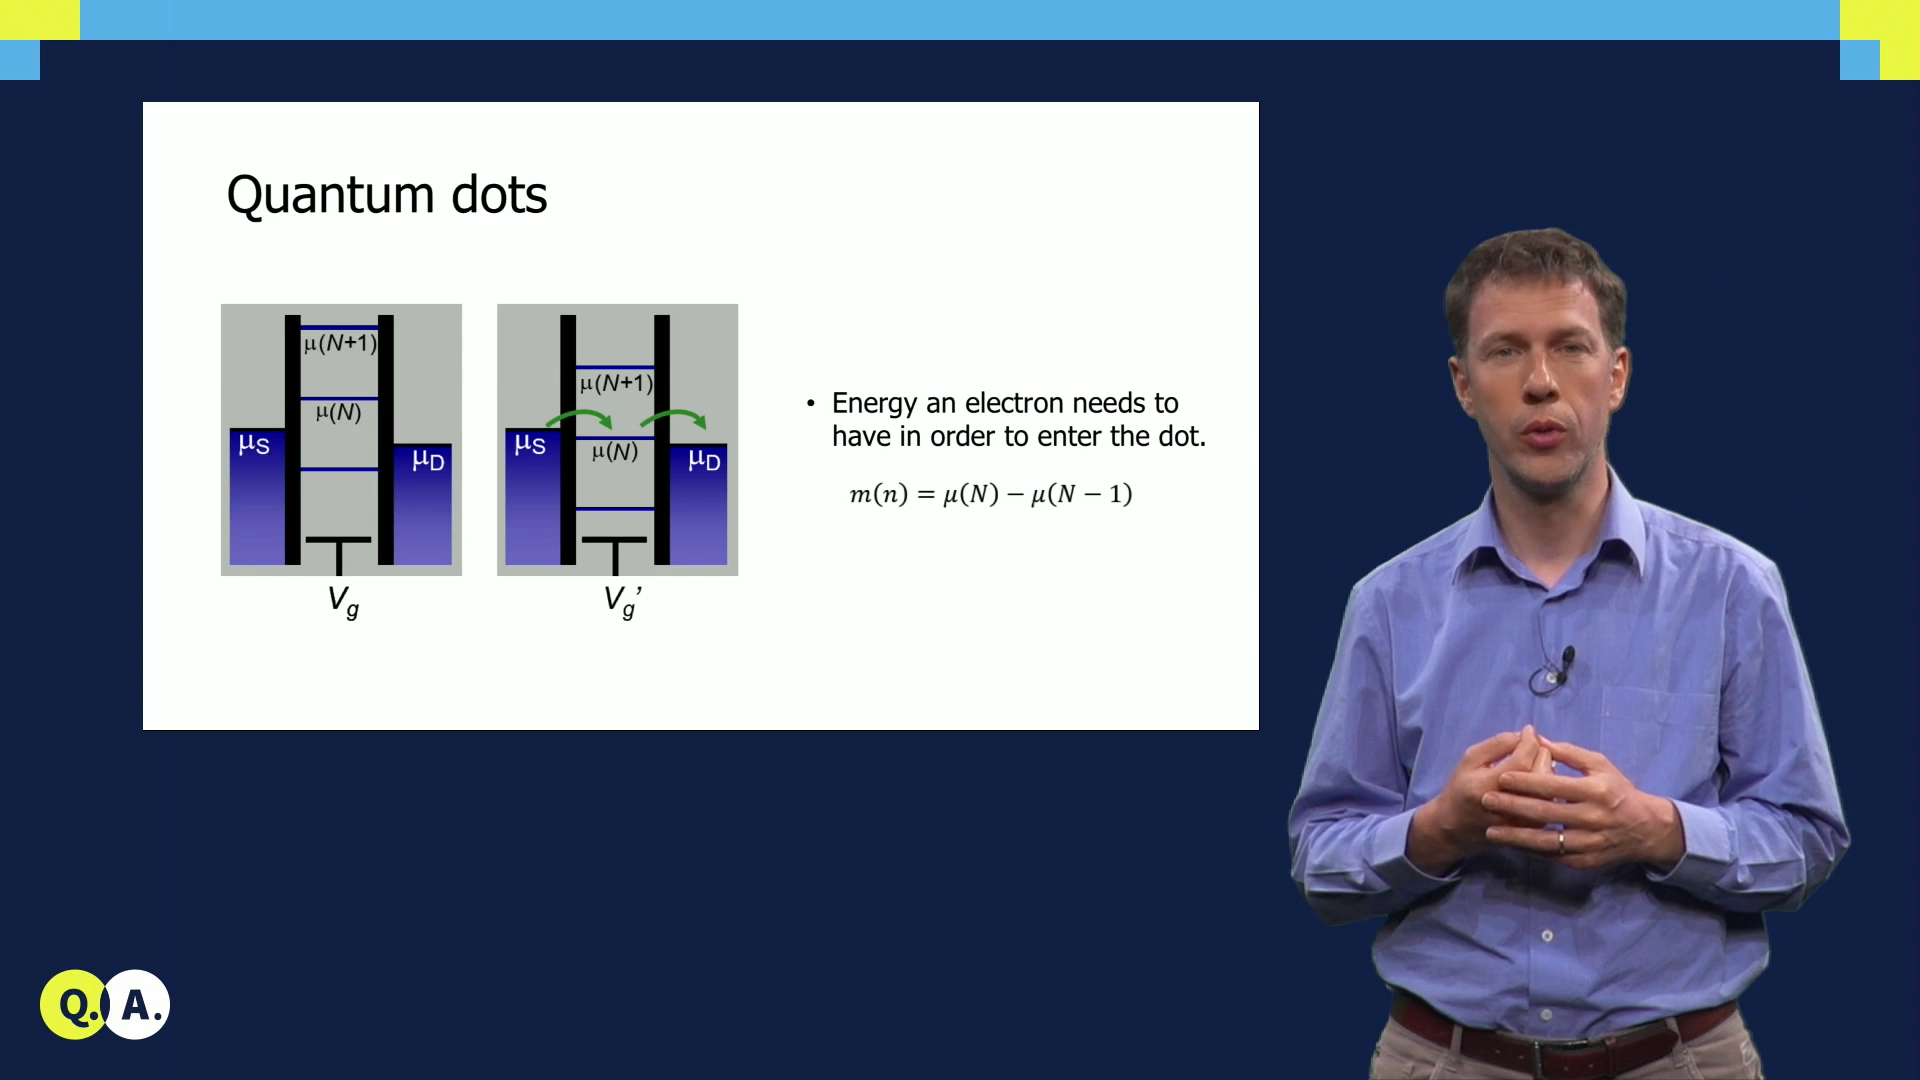 Quantum dots
μ(N+1)
μ(N)
μS
μD
Vg
μ(N+1)
μS
μ(N)
μD
Vg’
• Energy an electron needs to
have in order to enter the dot.
m(n) = μ(N) − μ(N − 1)
Q. A.